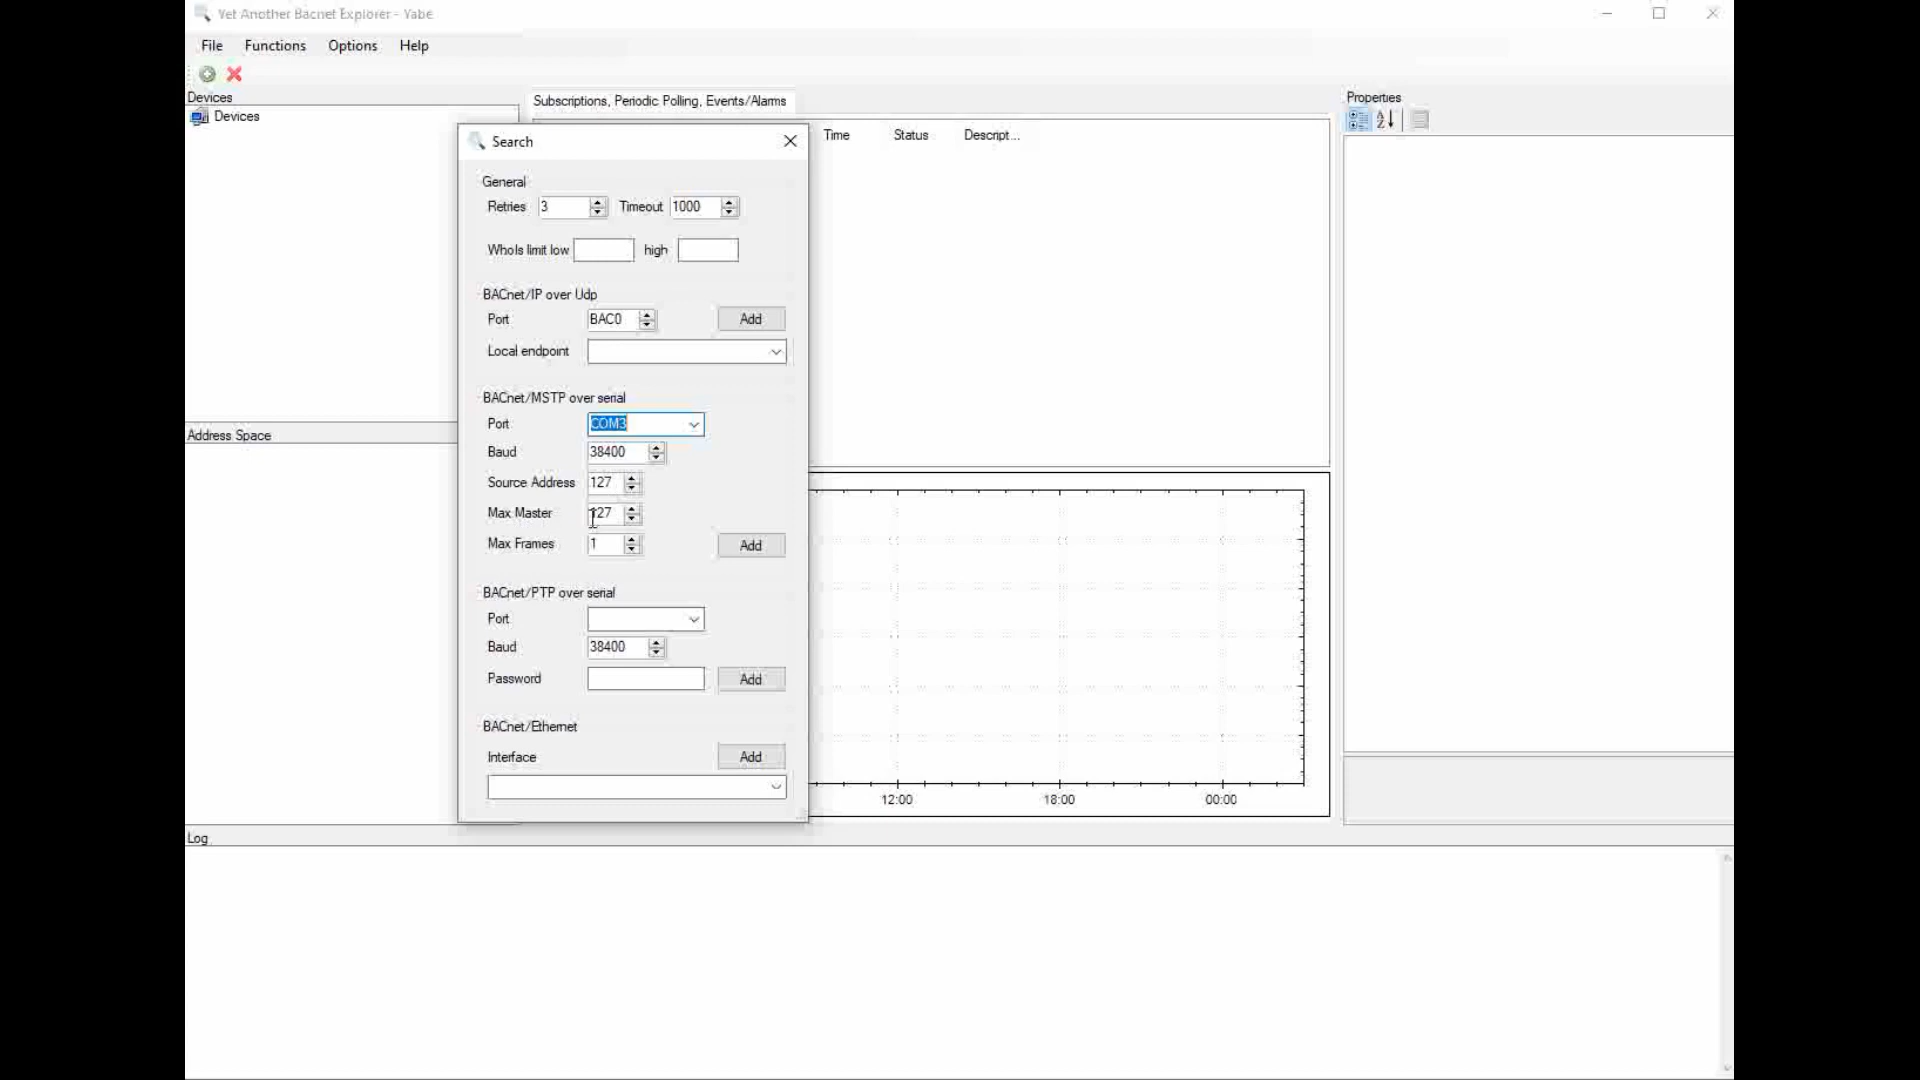 Yet Another Bacnet Explorer - Yabe
File Functions Options Help
Devices
Devices
Subscriptions, Periodic Polling, Events/Alarms
Time Status Descript...
Properties
Search
General
Retries 3 Timeout 1000
WhoIs limit low high
BACnet/IP over Udp
Port BAC0 Add
Local endpoint
BACnet/MSTP over serial
Port COM3
Baud 38400
Source Address 127
Max Master 127
Max Frames 1 Add
BACnet/PTP over serial
Port
Baud 38400
Password Add
BACnet/Ethernet
Interface Add
Address Space
12:00 18:00 00:00
Log